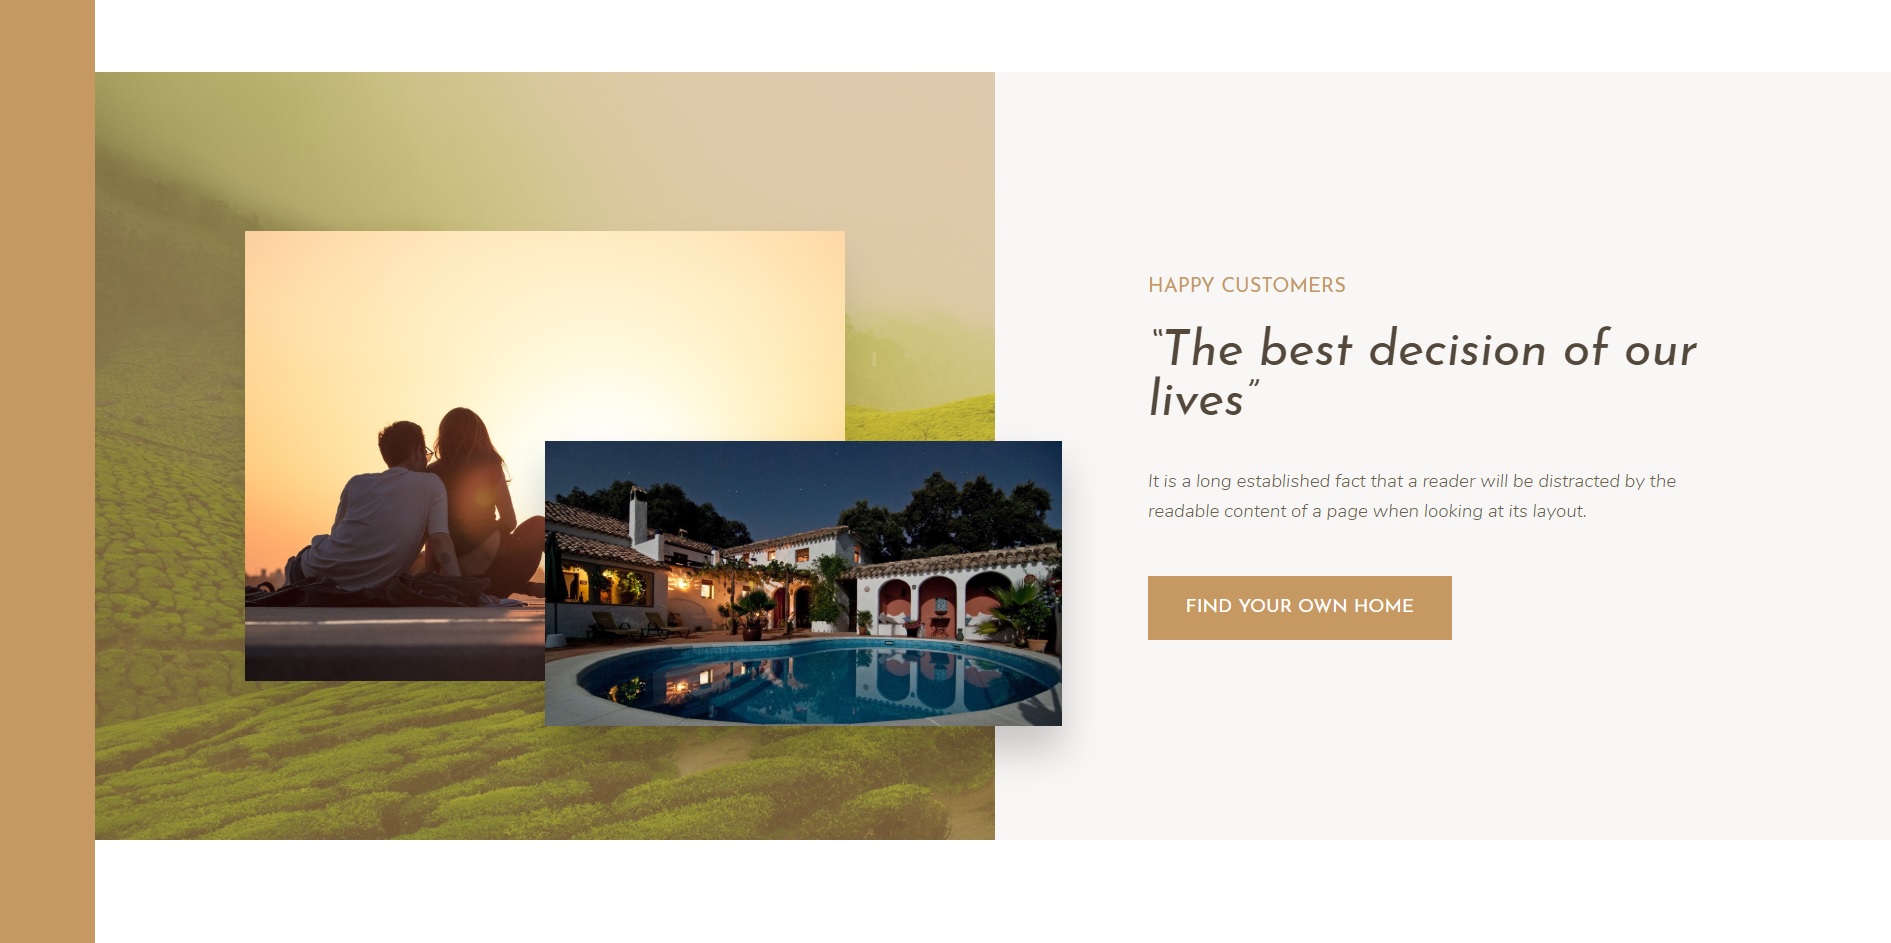 HAPPY CUSTOMERS
“The best decision of our
lives”
It is a long established fact that a reader will be distracted by the
readable content of a page when looking at its layout.
FIND YOUR OWN HOME